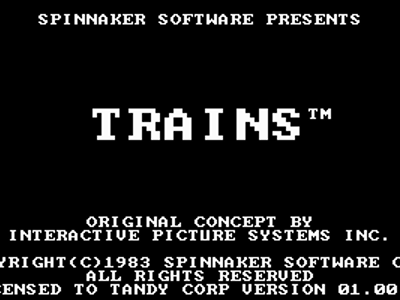 SPINNAKER SOFTWARE PRESENTS
TRAINS™
ORIGINAL CONCEPT BY
INTERACTIVE PICTURE SYSTEMS INC.
YRIGHT(C)1983 SPINNAKER SOFTWARE C
ALL RIGHTS RESERVED
CENSED TO TANDY CORP VERSION 01.00